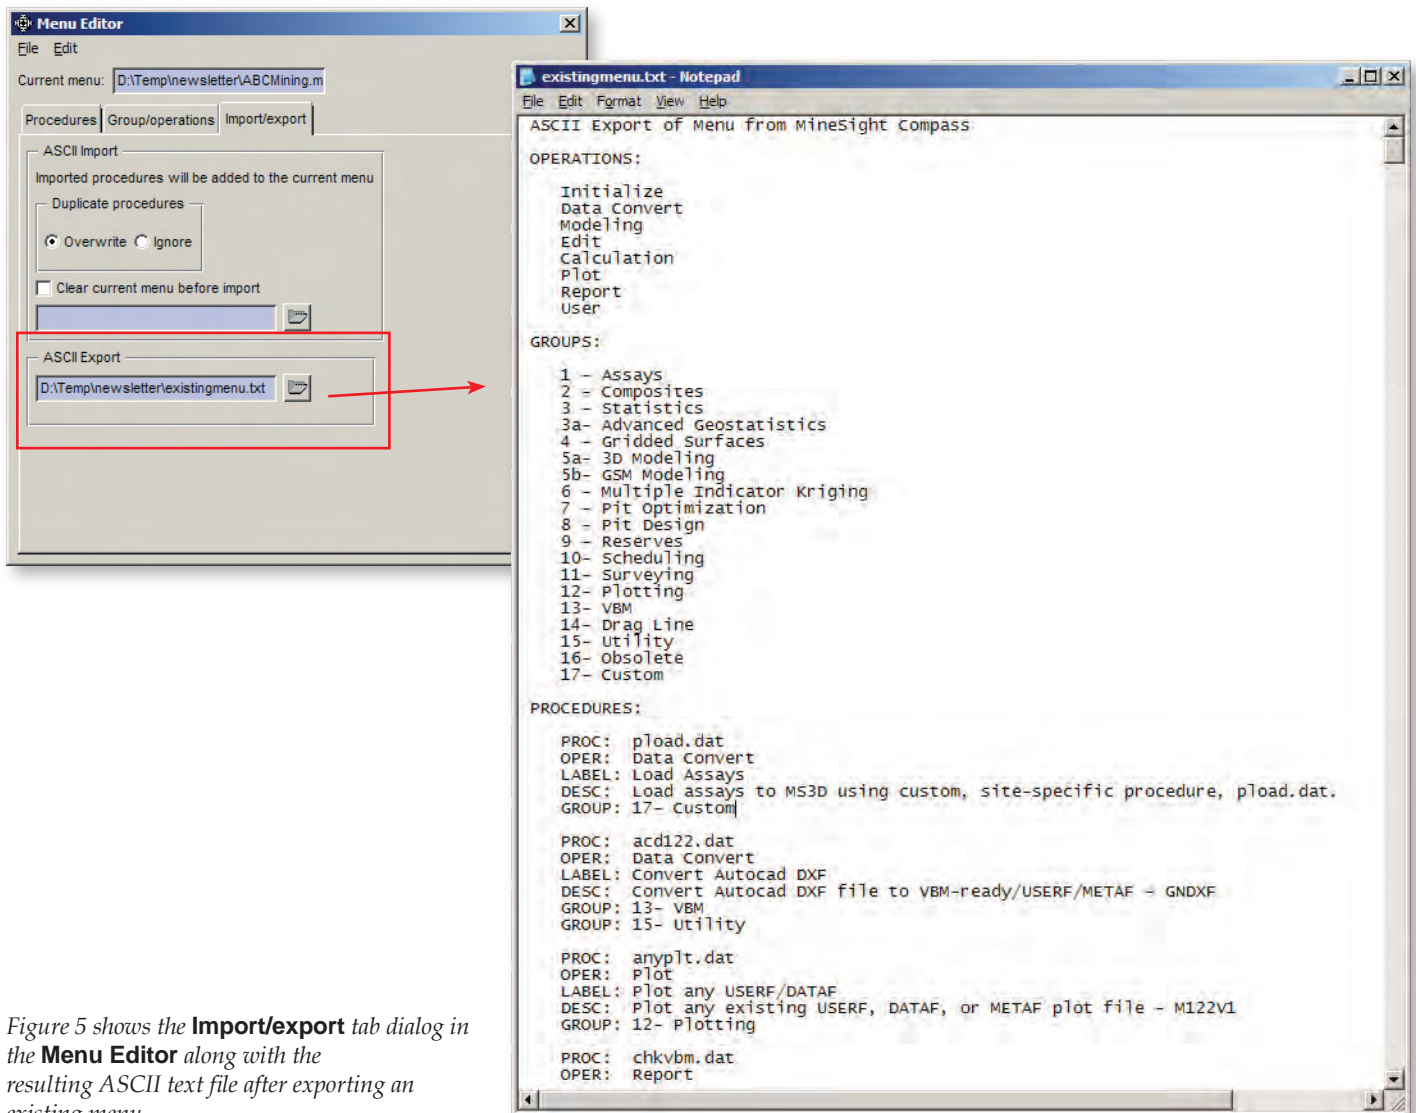 Menu Editor
File Edit
Current menu: D:\Temp\newsletter\ABCMining.m
Procedures Group/operations Import/export
ASCII Import
Imported procedures will be added to the current menu
Duplicate procedures
Overwrite Ignore
Clear current menu before import
ASCII Export
D:\Temp\newsletter\existingmenu.txt
existingmenu.txt - Notepad
File Edit Format View Help
ASCII Export of Menu from MineSight Compass
OPERATIONS:
Initialize
Data Convert
Modeling
Edit
Calculation
Plot
Report
User
GROUPS:
1 - Assays
2 - Composites
3 - Statistics
3a- Advanced Geostatistics
4 - Gridded Surfaces
5a- 3D Modeling
5b- GSM Modeling
6 - Multiple Indicator Kriging
7 - Pit Optimization
8 - Pit Design
9 - Reserves
10- Scheduling
11- Surveying
12- Plotting
13- VBM
14- Drag Line
15- Utility
16- Obsolete
17- Custom
PROCEDURES:
PROC: pload.dat
OPER: Data Convert
LABEL: Load Assays
DESC: Load assays to MS3D using custom, site-specific procedure, pload.dat.
GROUP: 17- Custom
PROC: acd122.dat
OPER: Data Convert
LABEL: Convert Autocad DXF
DESC: Convert Autocad DXF file to VBM-ready/USERF/METAF - GNDXF
GROUP: 13- VBM
GROUP: 15- Utility
PROC: anyplt.dat
OPER: Plot
LABEL: Plot any USERF/DATAF
DESC: Plot any existing USERF, DATAF, or METAF plot file - M122V1
GROUP: 12- Plotting
PROC: chkvbm.dat
OPER: Report
Figure 5 shows the Import/export tab dialog in
the Menu Editor along with the
resulting ASCII text file after exporting an
existing menu